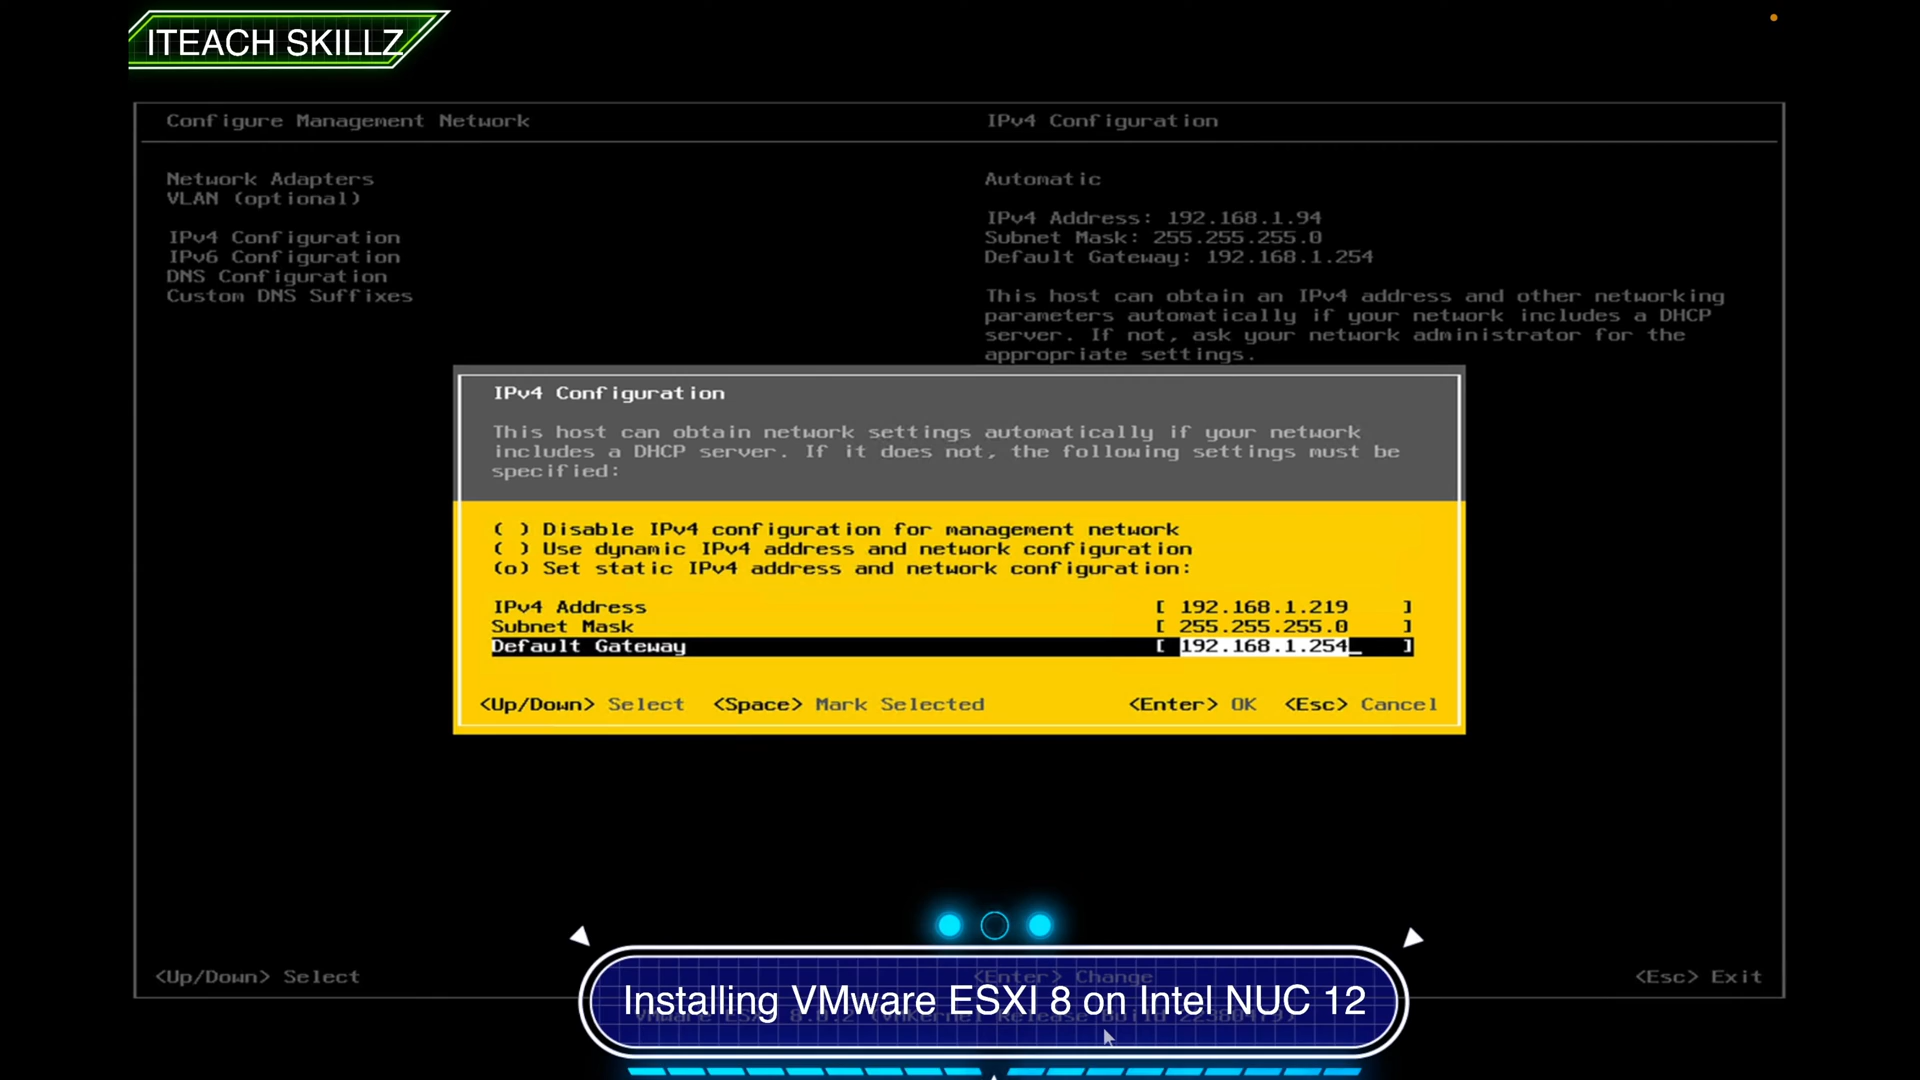 ITEACH SKILLZ
Configure Management Network
IPv4 Configuration
Network Adapters
VLAN (optional)
IPv4 Configuration
IPv6 Configuration
DNS Configuration
Custom DNS Suffixes
Automatic
IPv4 Address: 192.168.1.94
Subnet Mask: 255.255.255.0
Default Gateway: 192.168.1.254
This host can obtain an IPv4 address and other networking
parameters automatically if your network includes a DHCP
server. If not, ask your network administrator for the
appropriate settings.
IPv4 Configuration
This host can obtain network settings automatically if your network
includes a DHCP server. If it does not, the following settings must be
specified:
( ) Disable IPv4 configuration for management network
( ) Use dynamic IPv4 address and network configuration
(o) Set static IPv4 address and network configuration:
IPv4 Address [ 192.168.1.219 ]
Subnet Mask [ 255.255.255.0 ]
Default Gateway [ 192.168.1.254_ ]
<Up/Down> Select <Space> Mark Selected <Enter> OK <Esc> Cancel
<Up/Down> Select <Enter> Change <Esc> Exit
Installing VMware ESXI 8 on Intel NUC 12